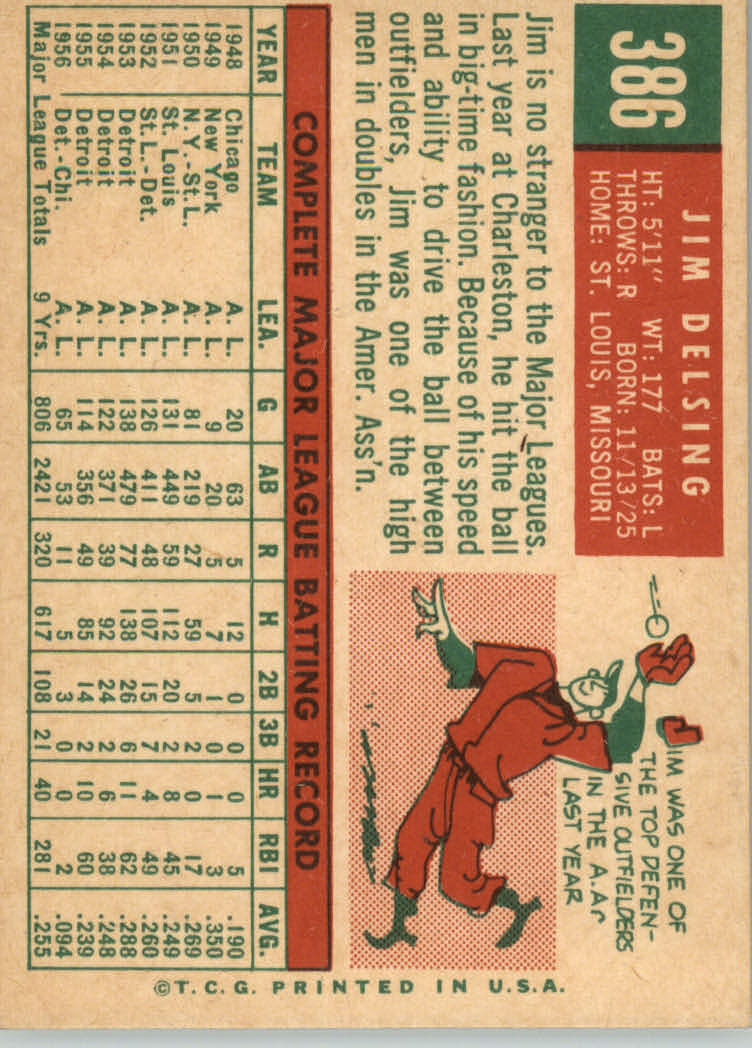 386
JIM DELSING
HT: 5'11" WT: 177 BATS: L
THROWS: R BORN: 11/13/25
HOME: ST. LOUIS, MISSOURI
Jim is no stranger to the Major Leagues.
Last year at Charleston, he hit the ball
in big-time fashion. Because of his speed
and ability to drive the ball between
outfielders, Jim was one of the high
men in doubles in the Amer. Ass'n.
JIM WAS ONE OF
THE TOP DEFEN-
SIVE OUTFIELDERS
IN THE A.A.
LAST YEAR
COMPLETE MAJOR LEAGUE BATTING RECORD
YEAR TEAM LEA. G AB R H 2B 3B HR RBI AVG.
1948 Chicago A. L. 20 63 5 12 0 0 0 5 .190
1949 New York A. L. 9 20 5 7 1 0 1 3 .350
1950 N.Y.-St.L. A. L. 81 219 27 59 5 2 0 17 .269
1951 St. Louis A. L. 131 449 59 112 20 2 8 45 .249
1952 St.L.-Det. A. L. 126 411 48 107 15 7 4 49 .260
1953 Detroit A. L. 138 479 77 138 26 6 11 62 .288
1954 Detroit A. L. 122 371 39 92 24 2 6 38 .248
1955 Detroit A. L. 114 356 49 85 14 2 10 60 .239
1956 Det.-Chi. A. L. 65 53 11 5 3 0 0 2 .094
Major League Totals 9 Yrs. 806 2421 320 617 108 21 40 281 .255
©T.C.G. PRINTED IN U.S.A.